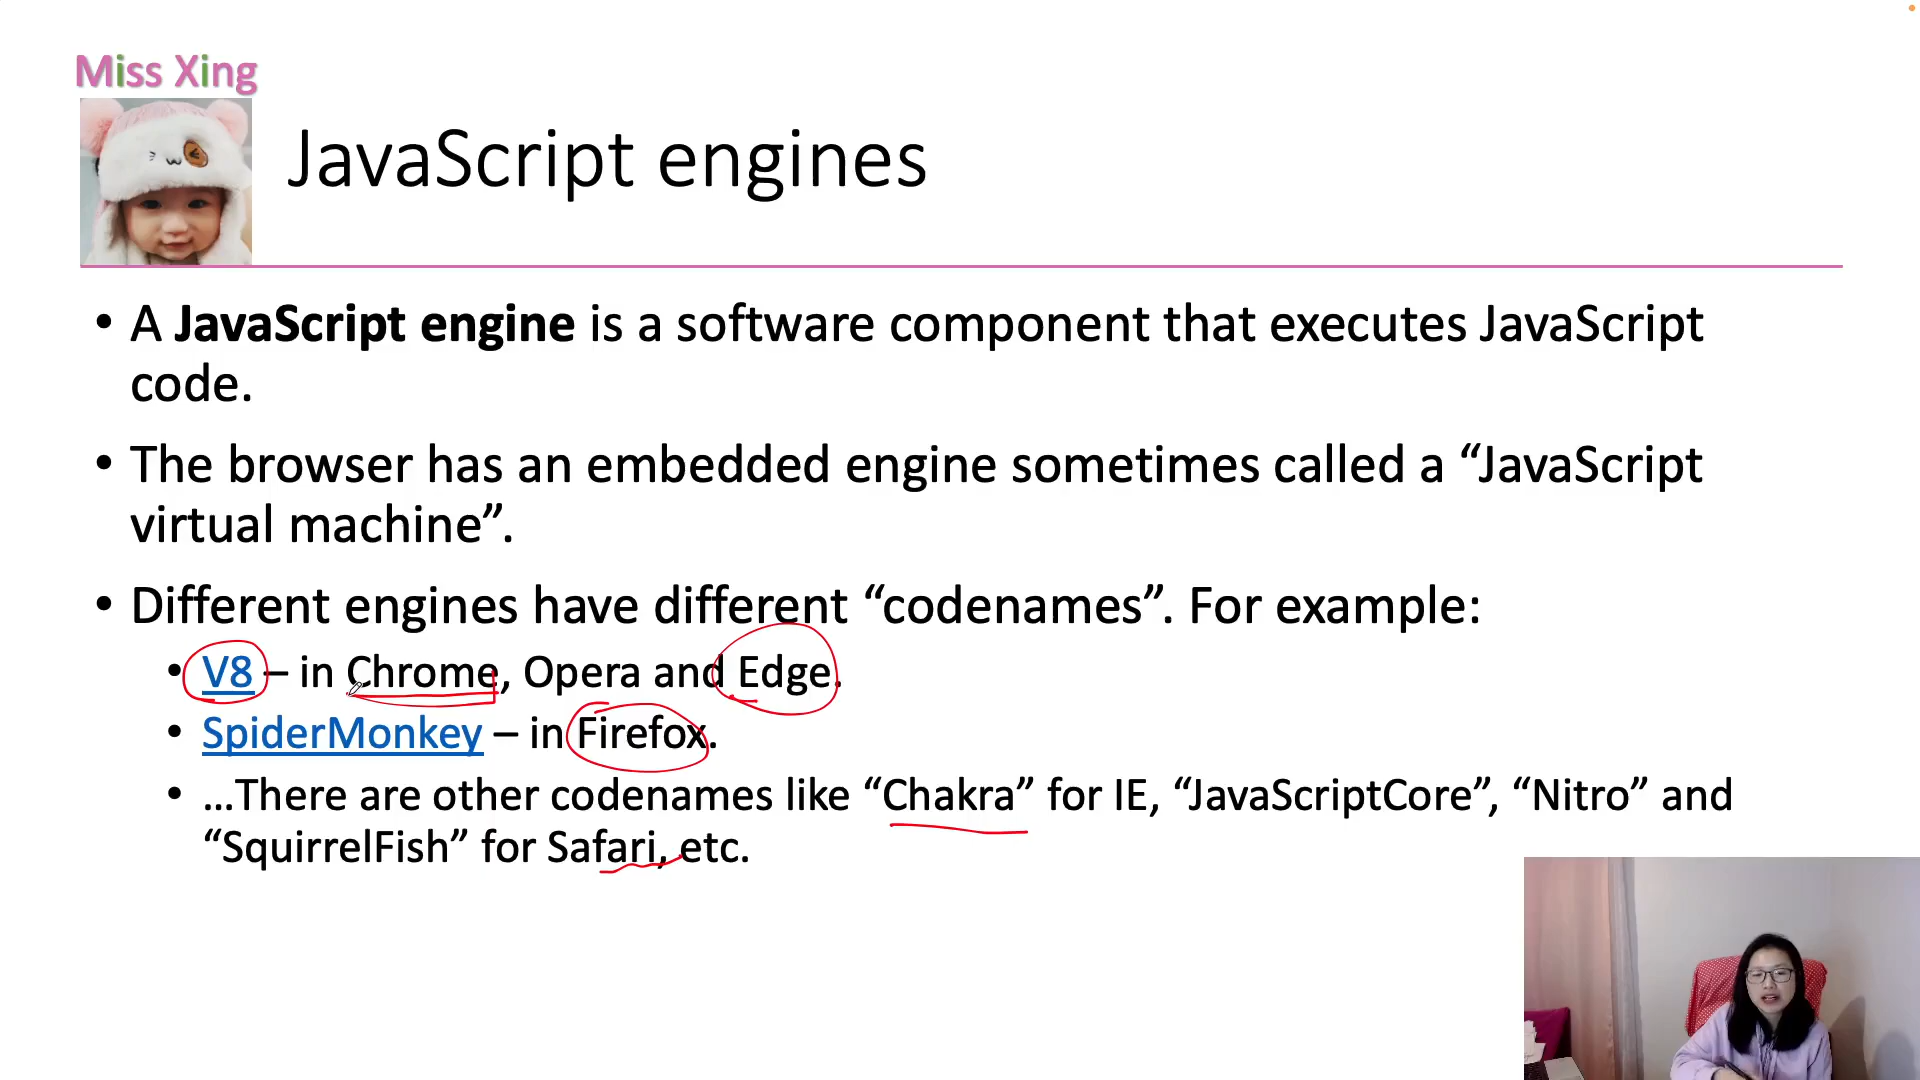 Miss Xing
JavaScript engines
• A JavaScript engine is a software component that executes JavaScript
code.
• The browser has an embedded engine sometimes called a “JavaScript
virtual machine”.
• Different engines have different “codenames”. For example:
• V8 – in Chrome, Opera and Edge.
• SpiderMonkey – in Firefox.
• …There are other codenames like “Chakra” for IE, “JavaScriptCore”, “Nitro” and
“SquirrelFish” for Safari, etc.